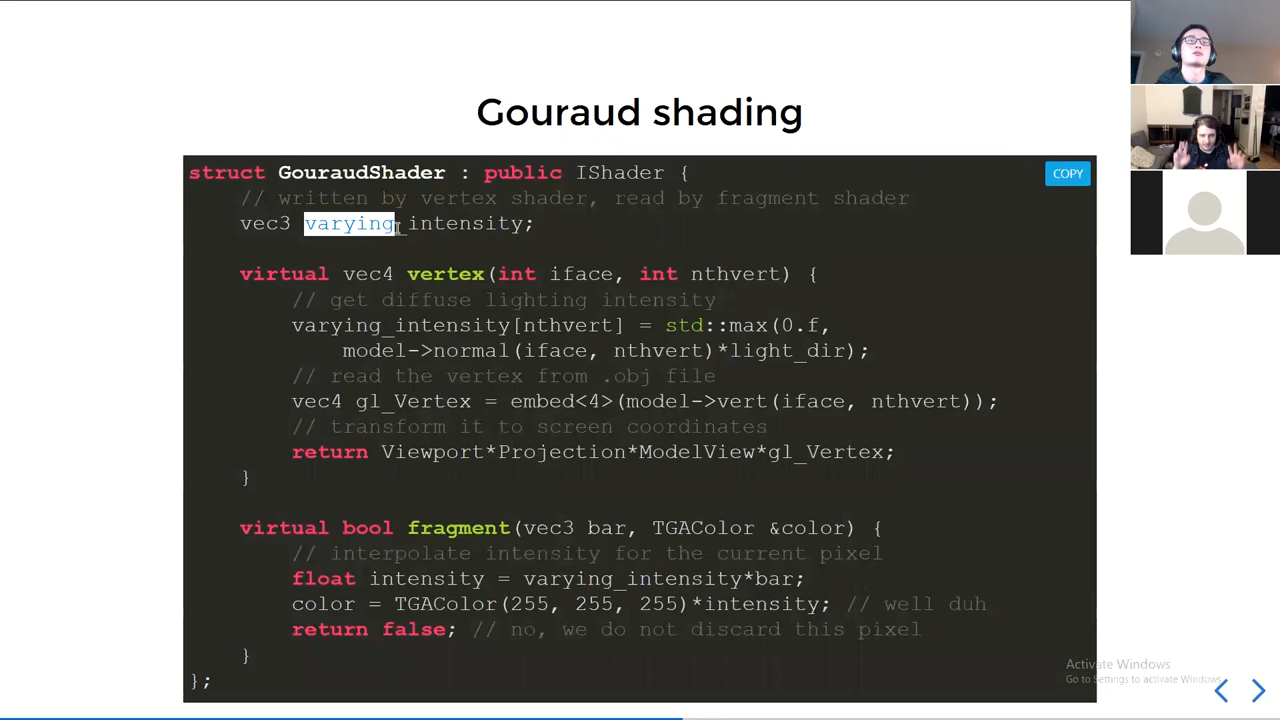 Gouraud shading
struct GouraudShader : public IShader {
COPY
// written by vertex shader, read by fragment shader
vec3 varying_intensity;
virtual vec4 vertex(int iface, int nthvert) {
// get diffuse lighting intensity
varying_intensity[nthvert] = std::max(0.f,
model->normal(iface, nthvert)*light_dir);
// read the vertex from .obj file
vec4 gl_Vertex = embed<4>(model->vert(iface, nthvert));
// transform it to screen coordinates
return Viewport*Projection*ModelView*gl_Vertex;
}
virtual bool fragment(vec3 bar, TGAColor &color) {
// interpolate intensity for the current pixel
float intensity = varying_intensity*bar;
color = TGAColor(255, 255, 255)*intensity; // well duh
return false; // no, we do not discard this pixel
}
};
Activate Windows
Go to Settings to activate Windows.